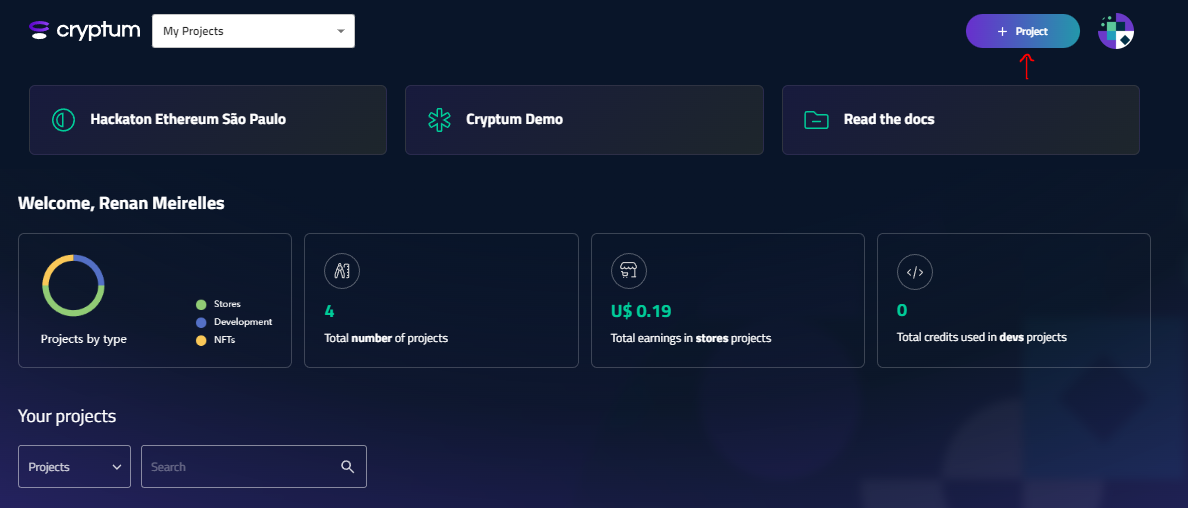 cryptum
My Projects
+ Project
Hackaton Ethereum São Paulo
Cryptum Demo
Read the docs
Welcome, Renan Meirelles
Projects by type
Stores
Development
NFTs
4
Total number of projects
U$ 0.19
Total earnings in stores projects
</>
0
Total credits used in devs projects
Your projects
Projects
Search